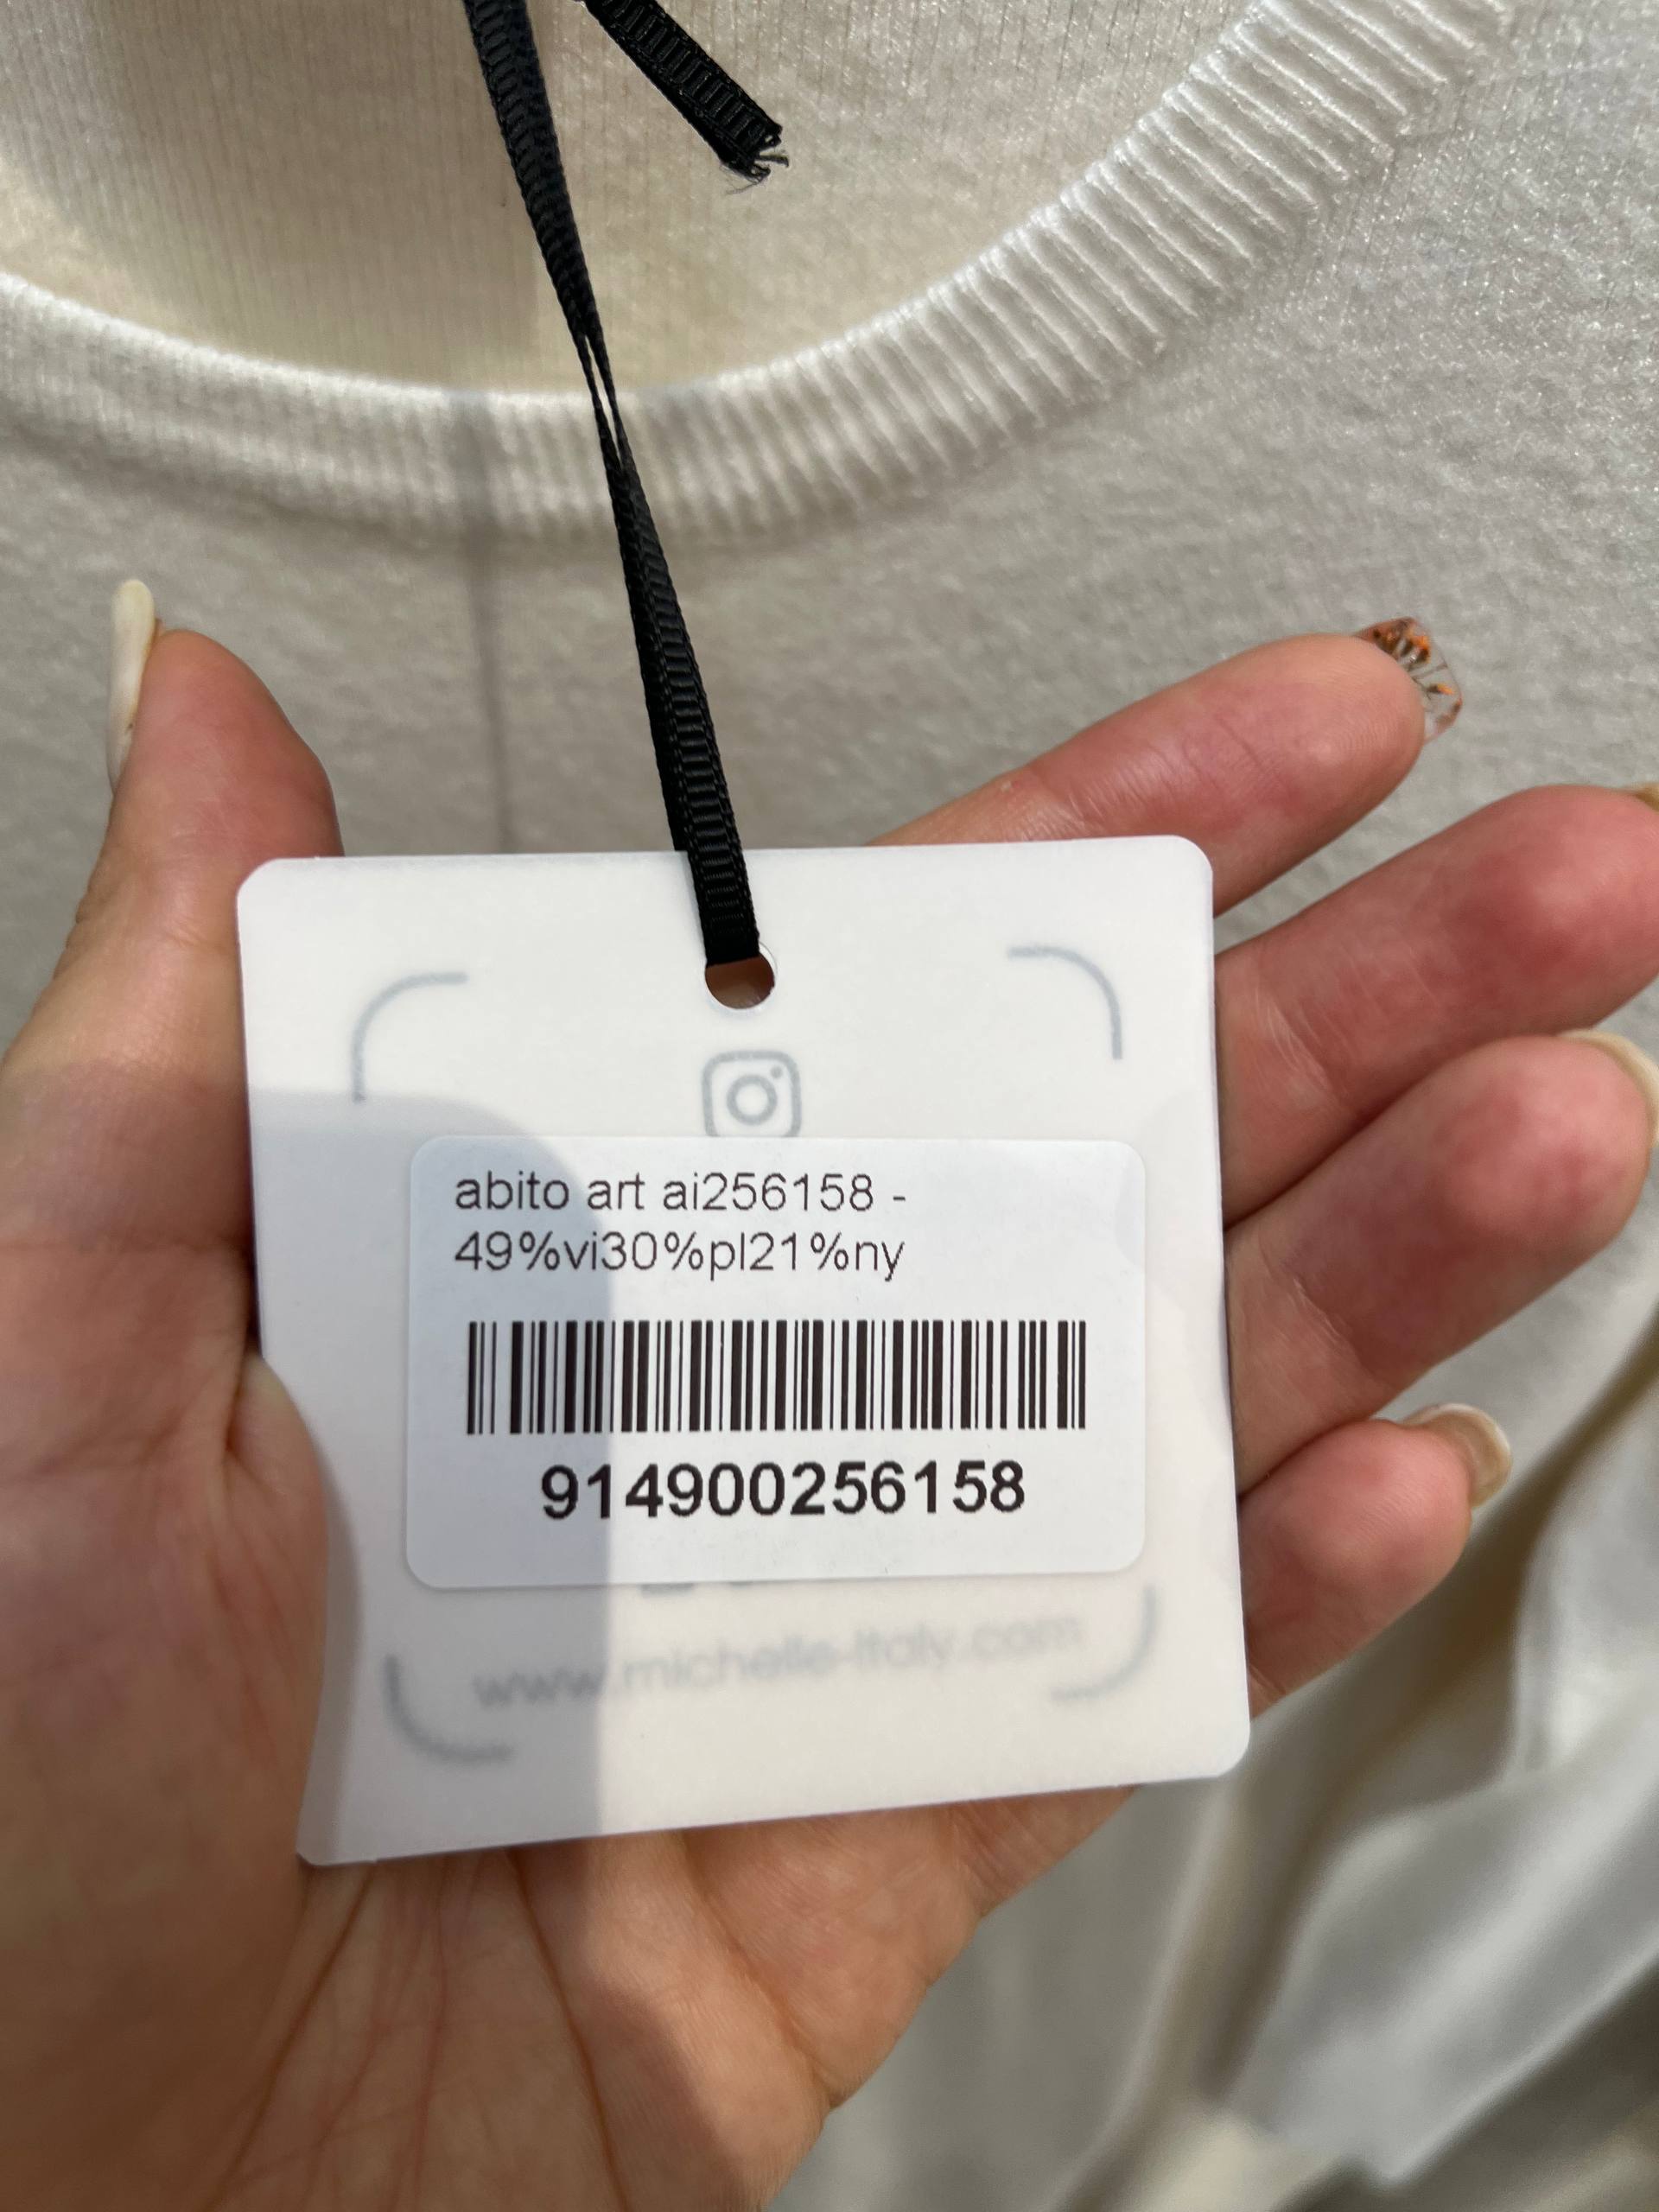 abito art ai256158 -
49%vi30%pl21%ny
914900256158
www.michelle-italy.com